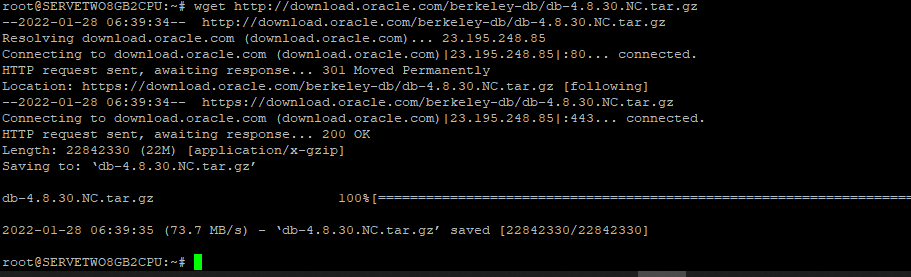 root@SERVETWO8GB2CPU:~# wget http://download.oracle.com/berkeley-db/db-4.8.30.NC.tar.gz
--2022-01-28 06:39:34--  http://download.oracle.com/berkeley-db/db-4.8.30.NC.tar.gz
Resolving download.oracle.com (download.oracle.com)... 23.195.248.85
Connecting to download.oracle.com (download.oracle.com)|23.195.248.85|:80... connected.
HTTP request sent, awaiting response... 301 Moved Permanently
Location: https://download.oracle.com/berkeley-db/db-4.8.30.NC.tar.gz [following]
--2022-01-28 06:39:34--  https://download.oracle.com/berkeley-db/db-4.8.30.NC.tar.gz
Connecting to download.oracle.com (download.oracle.com)|23.195.248.85|:443... connected.
HTTP request sent, awaiting response... 200 OK
Length: 22842330 (22M) [application/x-gzip]
Saving to: ‘db-4.8.30.NC.tar.gz’
db-4.8.30.NC.tar.gz                        100%[===================================================================
2022-01-28 06:39:35 (73.7 MB/s) - ‘db-4.8.30.NC.tar.gz’ saved [22842330/22842330]
root@SERVETWO8GB2CPU:~#